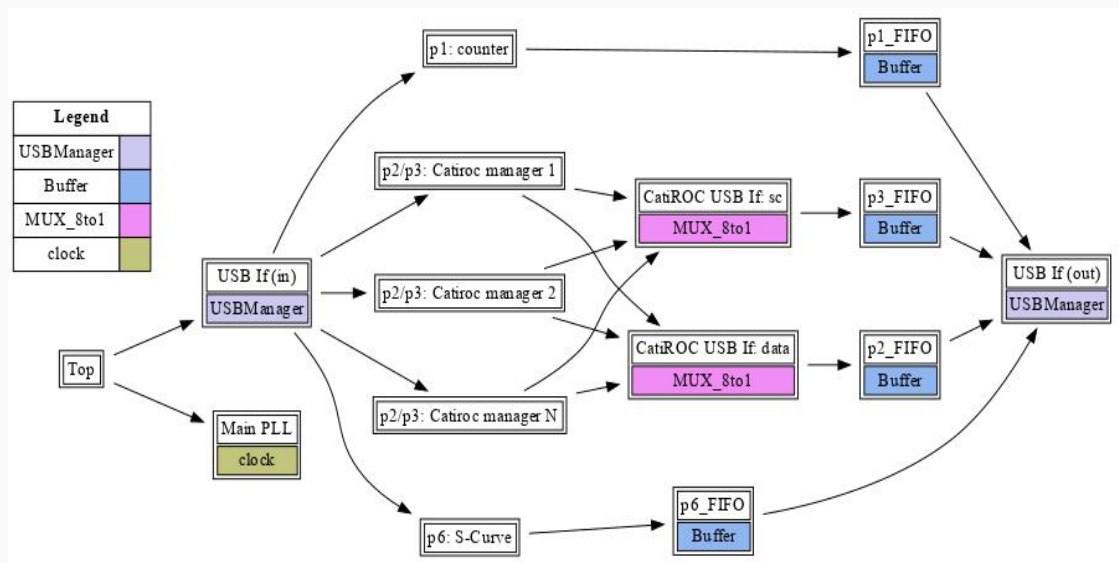 Legend
USBManager
Buffer
MUX_8to1
clock
Top
USB If (in)
USBManager
Main PLL
clock
p1: counter
p2/p3: Catiroc manager 1
p2/p3: Catiroc manager 2
p2/p3: Catiroc manager N
p6: S-Curve
CatiROC USB If: sc
MUX_8to1
CatiROC USB If: data
MUX_8to1
p6_FIFO
Buffer
p1_FIFO
Buffer
p3_FIFO
Buffer
p2_FIFO
Buffer
USB If (out)
USBManager